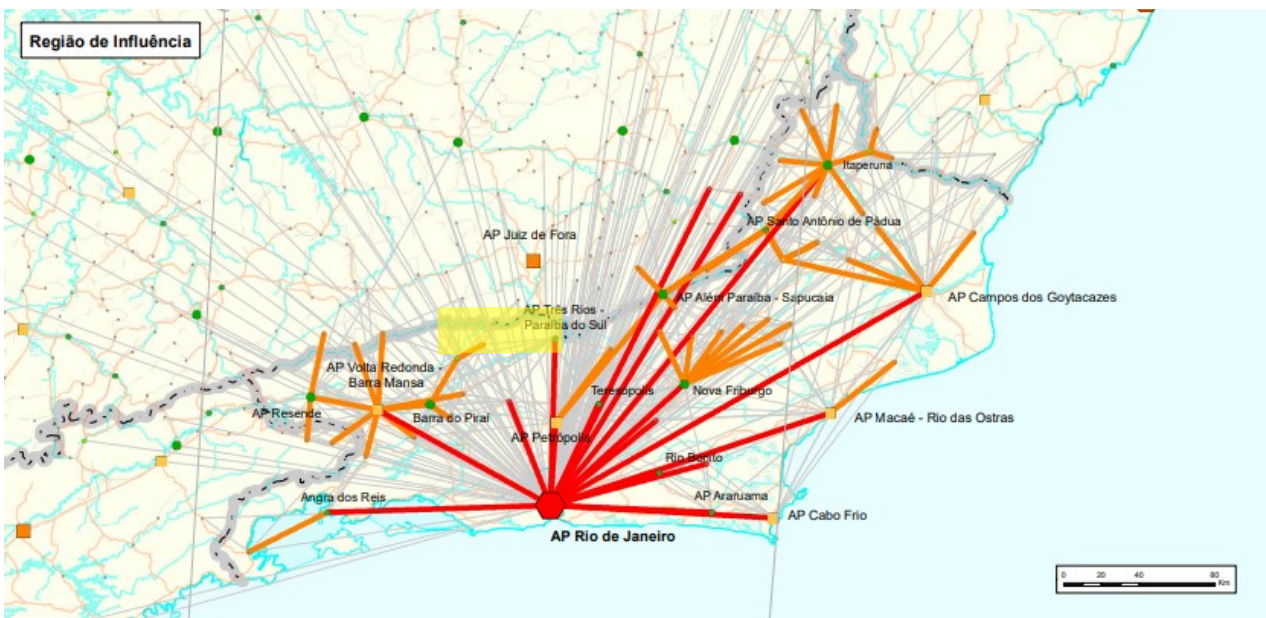 Região de Influência
Itaperuna
AP Santo Antônio de Pádua
AP Juiz de Fora
AP Além Paraíba - Sapucaia
AP Campos dos Goytacazes
AP Três Rios -
Paraíba do Sul
AP Volta Redonda -
Barra Mansa
AP Resende
Barra do Piraí
Teresópolis
Nova Friburgo
AP Petrópolis
AP Macaé - Rio das Ostras
Rio Bonito
Angra dos Reis
AP Araruama
AP Cabo Frio
AP Rio de Janeiro
0 20 40 80
Km